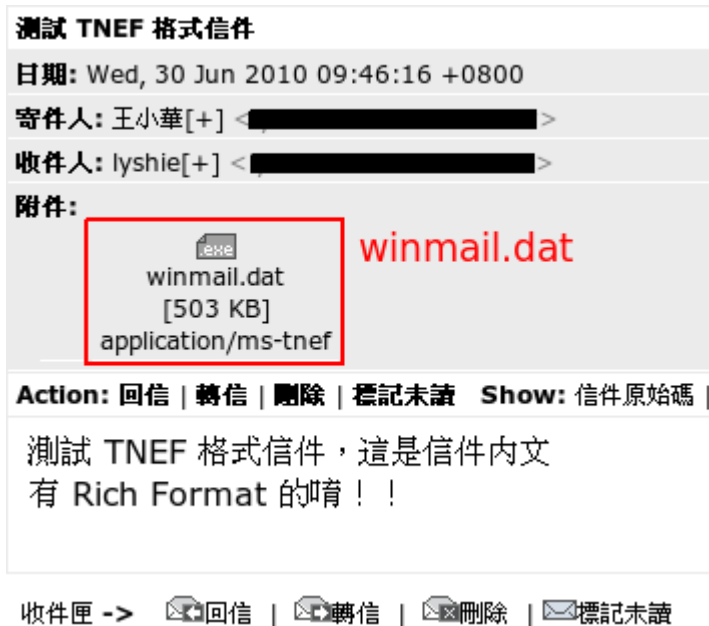 測試 TNEF 格式信件
日期: Wed, 30 Jun 2010 09:46:16 +0800
寄件人: 王小華[+] < >
收件人: lyshie[+] < >
附件:
.exe
winmail.dat
winmail.dat
[503 KB]
application/ms-tnef
Action: 回信 | 轉信 | 刪除 | 標記未讀 Show: 信件原始碼 |
測試 TNEF 格式信件，這是信件內文
有 Rich Format 的唷！！
收件匣 -> 回信 | 轉信 | 刪除 | 標記未讀